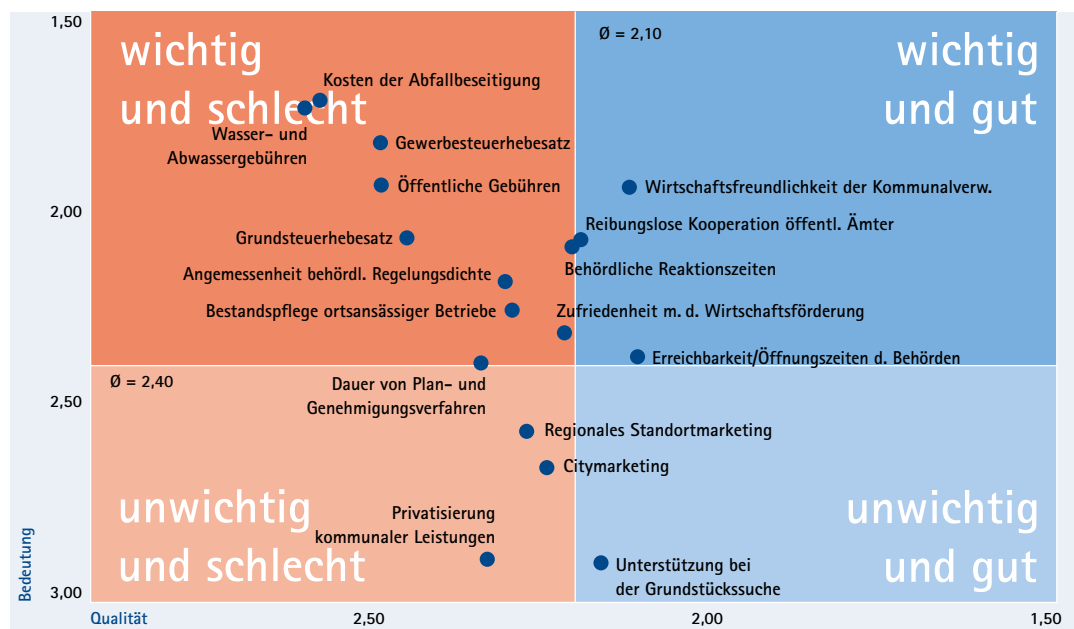 1,50
wichtig
und schlecht
Ø = 2,10
wichtig
und gut
Kosten der Abfallbeseitigung
Wasser- und
Abwassergebühren
Gewerbesteuerhebesatz
Öffentliche Gebühren
Wirtschaftsfreundlichkeit der Kommunalverw.
2,00
Reibungslose Kooperation öffentl. Ämter
Grundsteuerhebesatz
Behördliche Reaktionszeiten
Angemessenheit behördl. Regelungsdichte
Bestandspflege ortsansässiger Betriebe
Zufriedenheit m. d. Wirtschaftsförderung
Erreichbarkeit/Öffnungszeiten d. Behörden
Ø = 2,40
Dauer von Plan- und
Genehmigungsverfahren
2,50
Regionales Standortmarketing
Citymarketing
unwichtig
und schlecht
Privatisierung
kommunaler Leistungen
unwichtig
und gut
Unterstützung bei
der Grundstückssuche
Bedeutung
3,00
Qualität
2,50
2,00
1,50